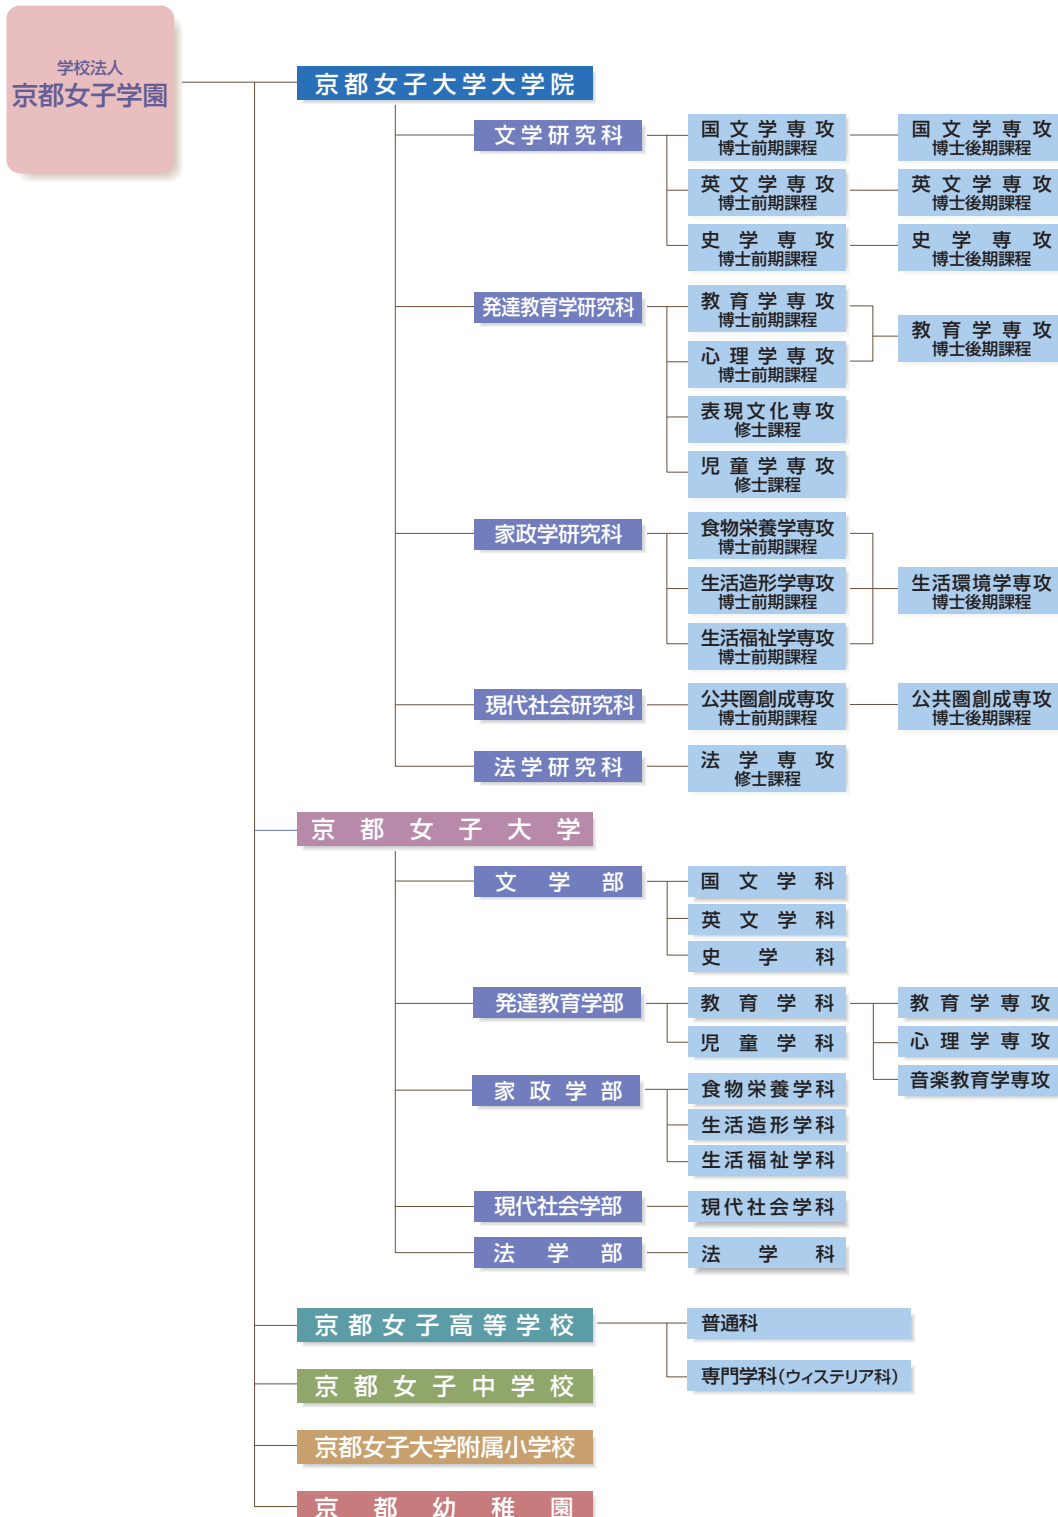 学校法人
京都女子学園
京都女子大学大学院
文学研究科
国文学専攻
博士前期課程
国文学専攻
博士後期課程
英文学専攻
博士前期課程
英文学専攻
博士後期課程
史学専攻
博士前期課程
史学専攻
博士後期課程
発達教育学研究科
教育学専攻
博士前期課程
教育学専攻
博士後期課程
心理学専攻
博士前期課程
表現文化専攻
修士課程
児童学専攻
修士課程
家政学研究科
食物栄養学専攻
博士前期課程
生活造形学専攻
博士前期課程
生活環境学専攻
博士後期課程
生活福祉学専攻
博士前期課程
現代社会研究科
公共圏創成専攻
博士前期課程
公共圏創成専攻
博士後期課程
法学研究科
法学専攻
修士課程
京都女子大学
文学部
国文学科
英文学科
史学科
発達教育学部
教育学科
教育学専攻
心理学専攻
音楽教育学専攻
児童学科
家政学部
食物栄養学科
生活造形学科
生活福祉学科
現代社会学部
現代社会学科
法学部
法学科
京都女子高等学校
普通科
専門学科(ウィステリア科)
京都女子中学校
京都女子大学附属小学校
京都幼稚園